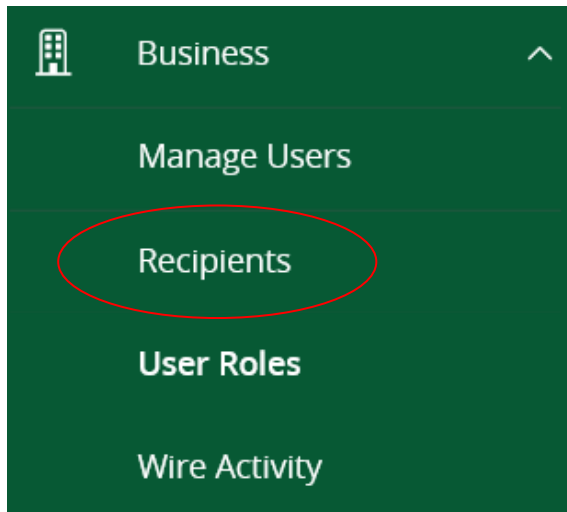 Business
Manage Users
Recipients
User Roles
Wire Activity